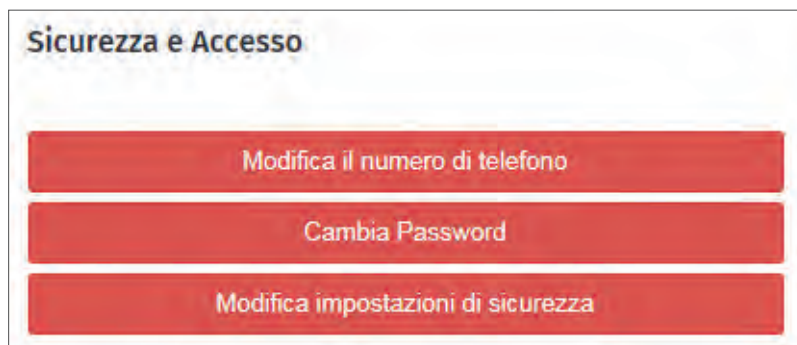 Sicurezza e Accesso
Modifica il numero di telefono
Cambia Password
Modifica impostazioni di sicurezza